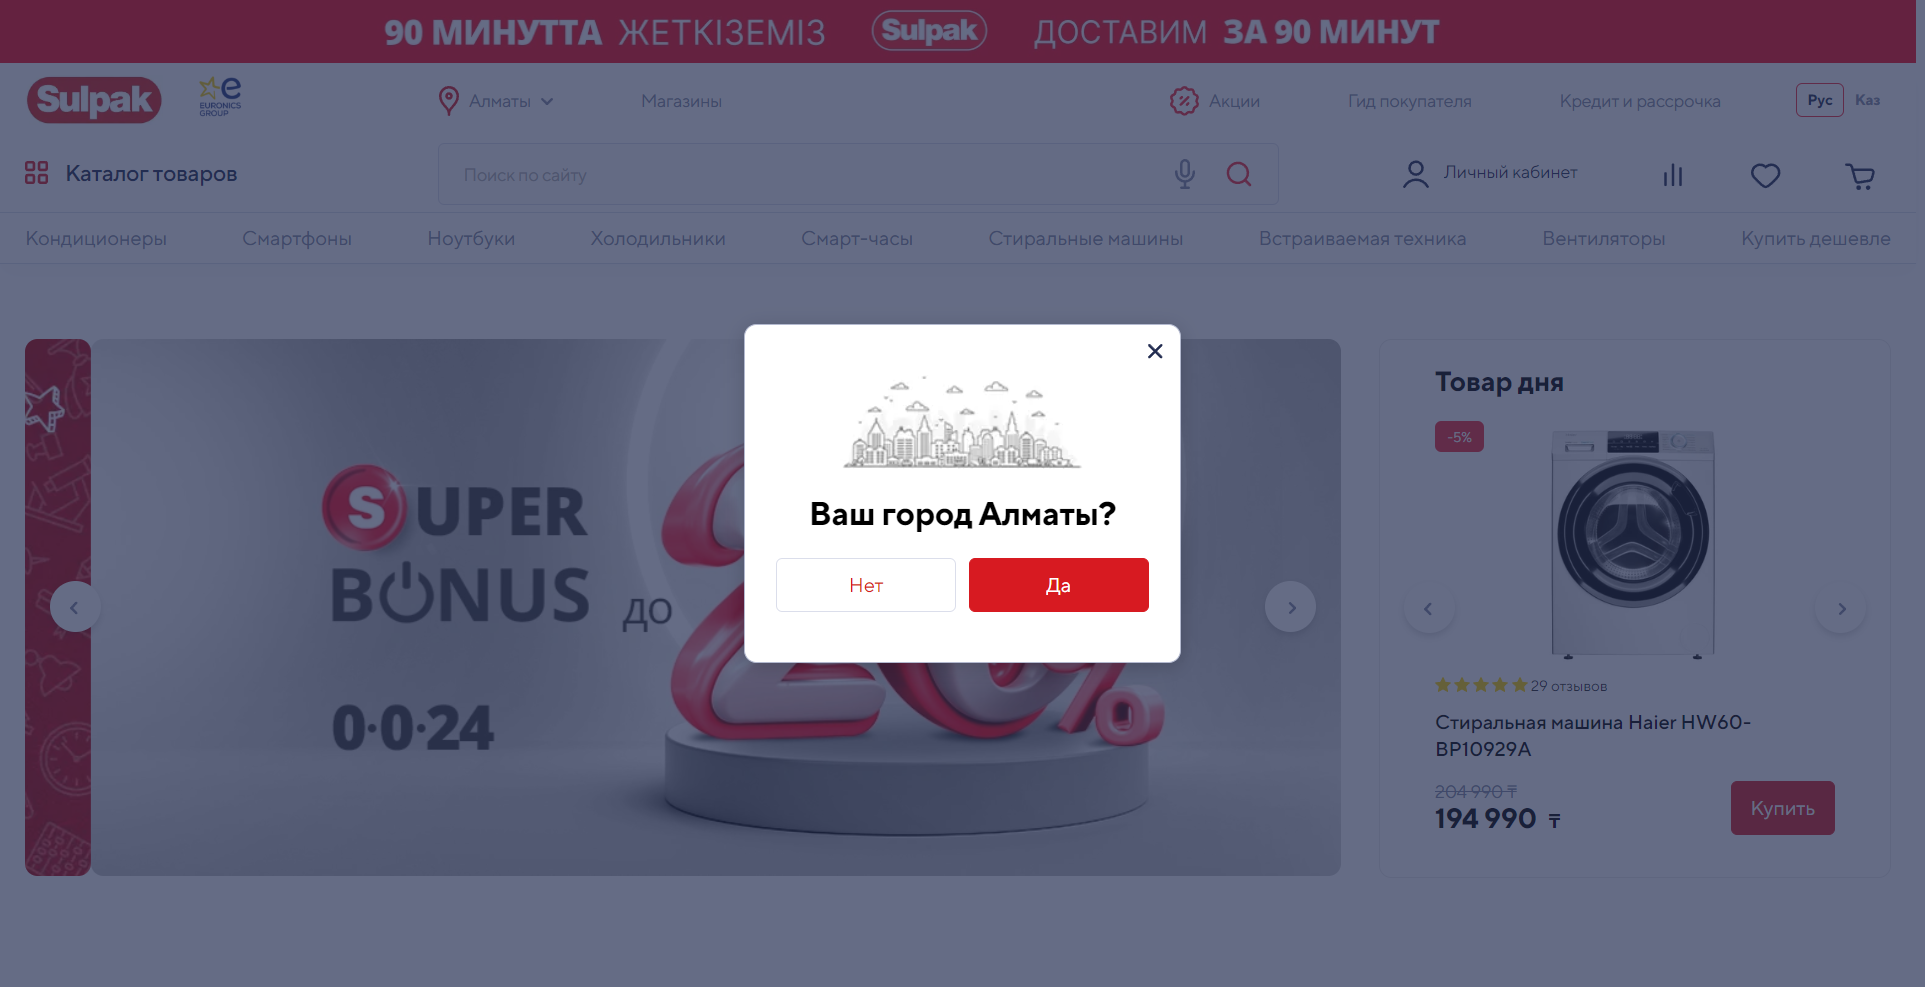 90 МИНУТТА ЖЕТКІЗЕМІЗ Sulpak ДОСТАВИМ ЗА 90 МИНУТ
Sulpak
e
EURONICS
GROUP
Алматы
Магазины
Акции
Гид покупателя
Кредит и рассрочка
Рус
Каз
Каталог товаров
Поиск по сайту
Личный кабинет
Кондиционеры
Смартфоны
Ноутбуки
Холодильники
Смарт-часы
Стиральные машины
Встраиваемая техника
Вентиляторы
Купить дешевле
SUPER
BONUS ДО
0·0·24
Ваш город Алматы?
Нет
Да
Товар дня
-5%
29 отзывов
Стиральная машина Haier HW60-
BP10929A
204 990 ₸
194 990 ₸
Купить